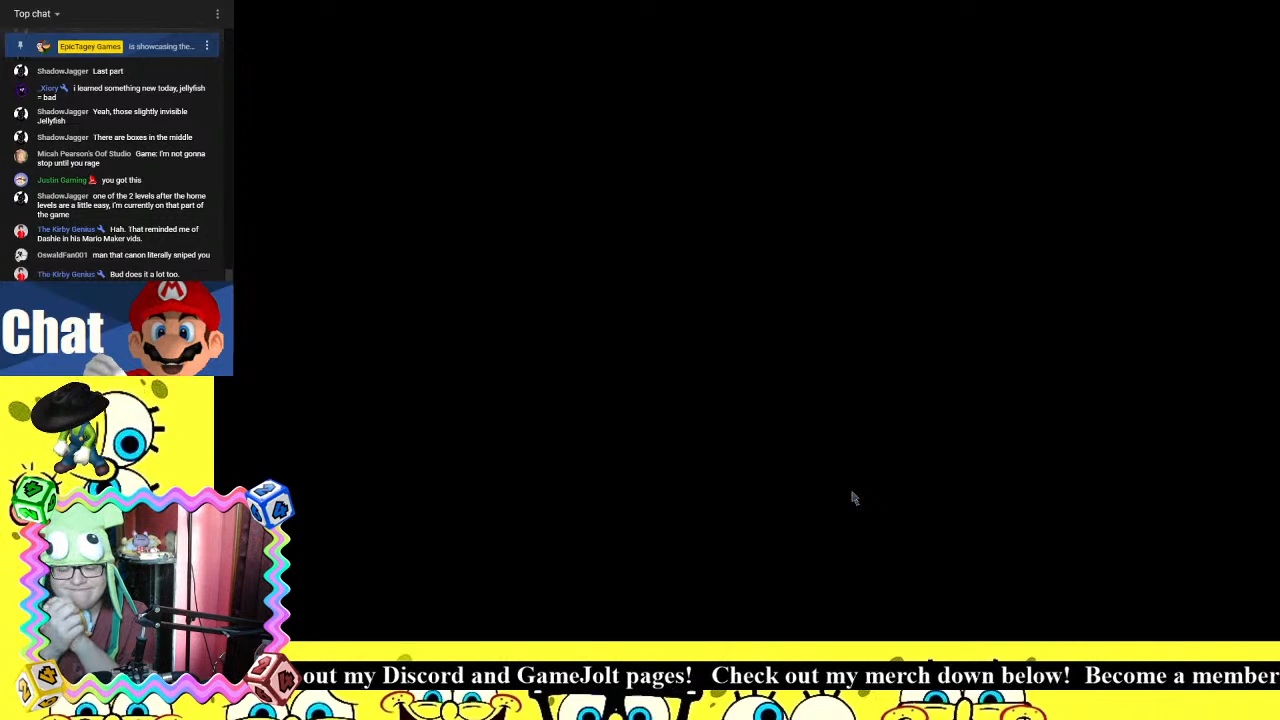 Top chat
EpicTagey Games is showcasing the...
ShadowJagger Last part
_Xiory i learned something new today, jellyfish
= bad
ShadowJagger Yeah, those slightly invisible
Jellyfish
ShadowJagger There are boxes in the middle
Micah Pearson's Oof Studio Game: I'm not gonna
stop until you rage
Justin Gaming you got this
ShadowJagger one of the 2 levels after the home
levels are a little easy, I'm currently on that part of
the game
The Kirby Genius Hah. That reminded me of
Dashie in his Mario Maker vids.
OswaldFan001 man that canon literally sniped you
The Kirby Genius Bud does it a lot too.
Chat
out my Discord and GameJolt pages! Check out my merch down below! Become a member